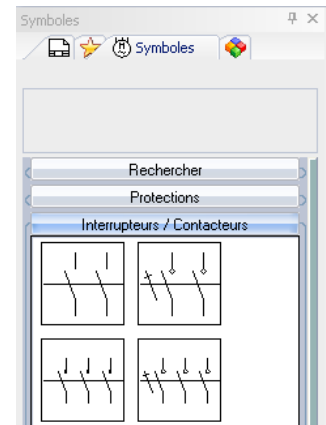 Symboles
Symboles
Rechercher
Protections
Interrupteurs / Contacteurs